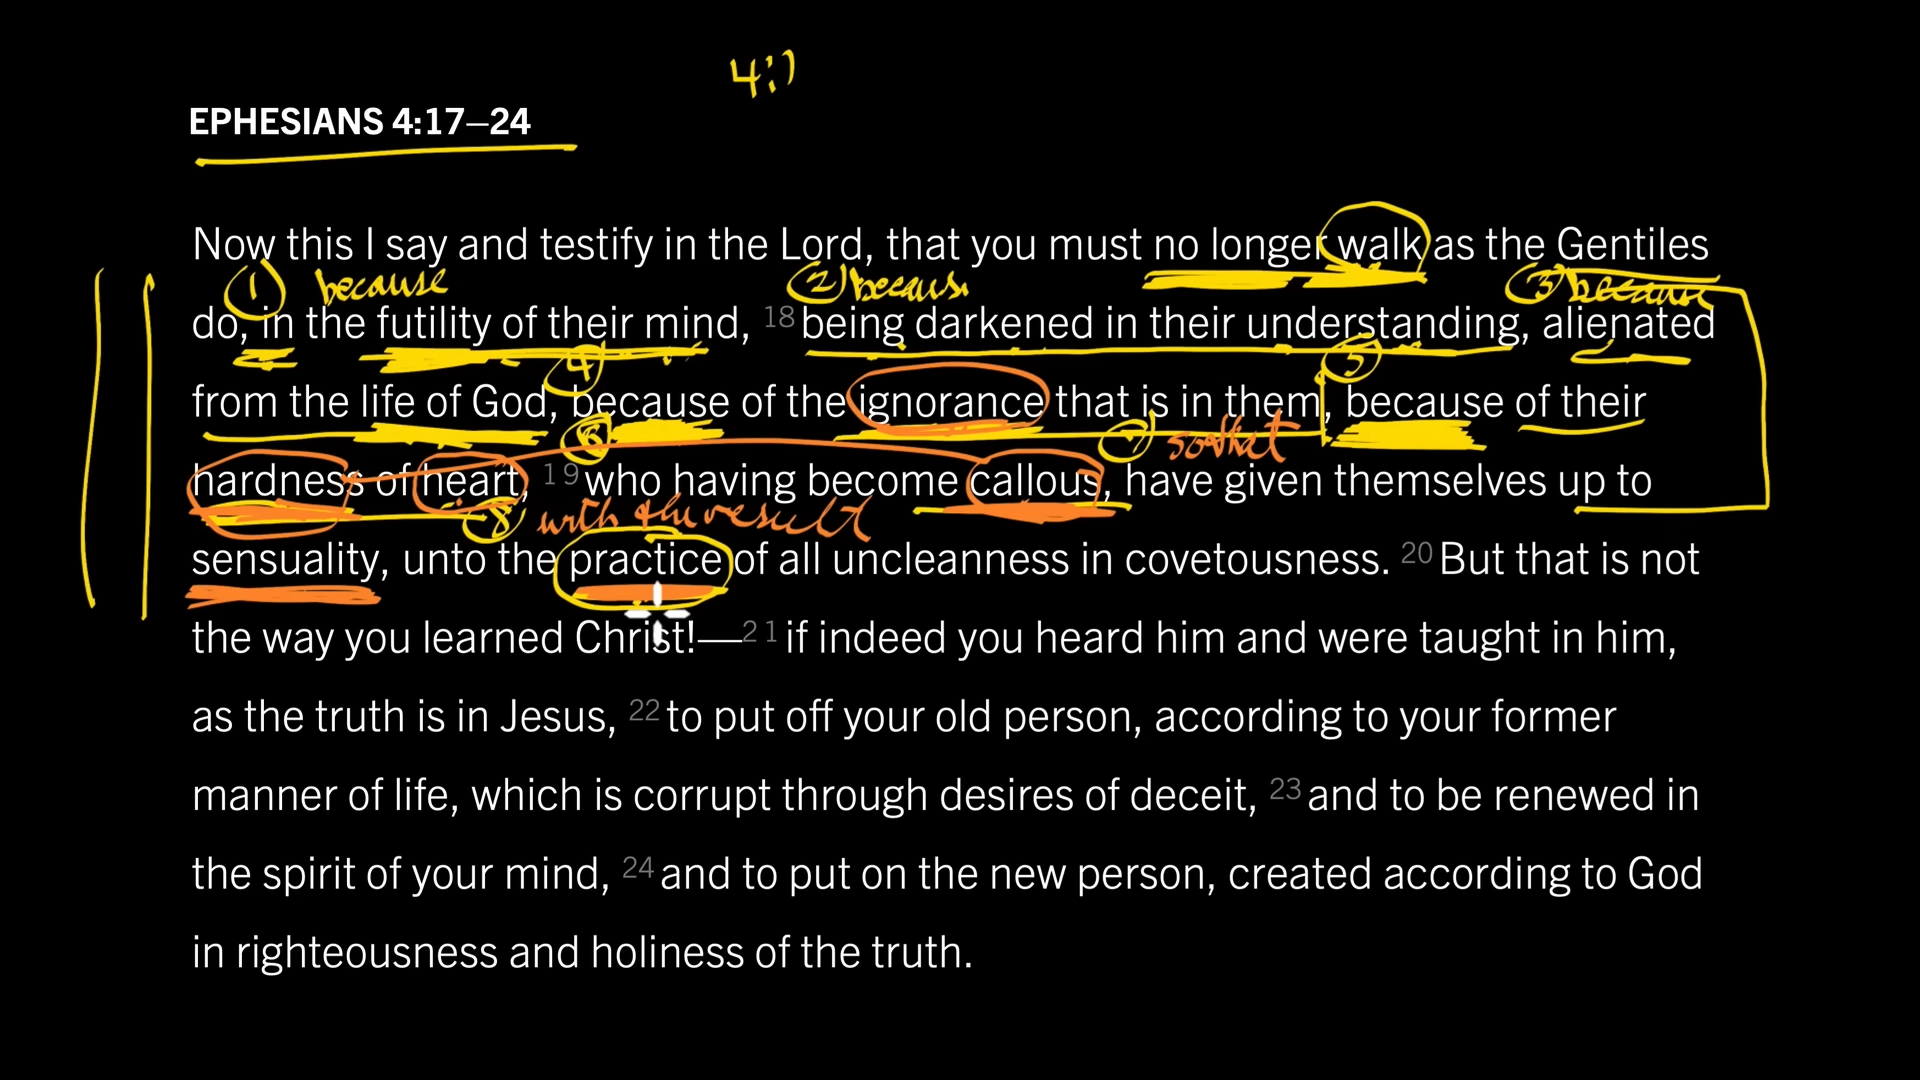 4:1
EPHESIANS 4:17–24
Now this I say and testify in the Lord, that you must no longer walk as the Gentiles
1 because 2 because 3 because
do, in the futility of their mind, 18 being darkened in their understanding, alienated
4 5
from the life of God, because of the ignorance that is in them, because of their
6 7 so that
hardness of heart, 19 who having become callous, have given themselves up to
8 with the result
sensuality, unto the practice of all uncleanness in covetousness. 20 But that is not
the way you learned Christ!—21 if indeed you heard him and were taught in him,
as the truth is in Jesus, 22 to put off your old person, according to your former
manner of life, which is corrupt through desires of deceit, 23 and to be renewed in
the spirit of your mind, 24 and to put on the new person, created according to God
in righteousness and holiness of the truth.